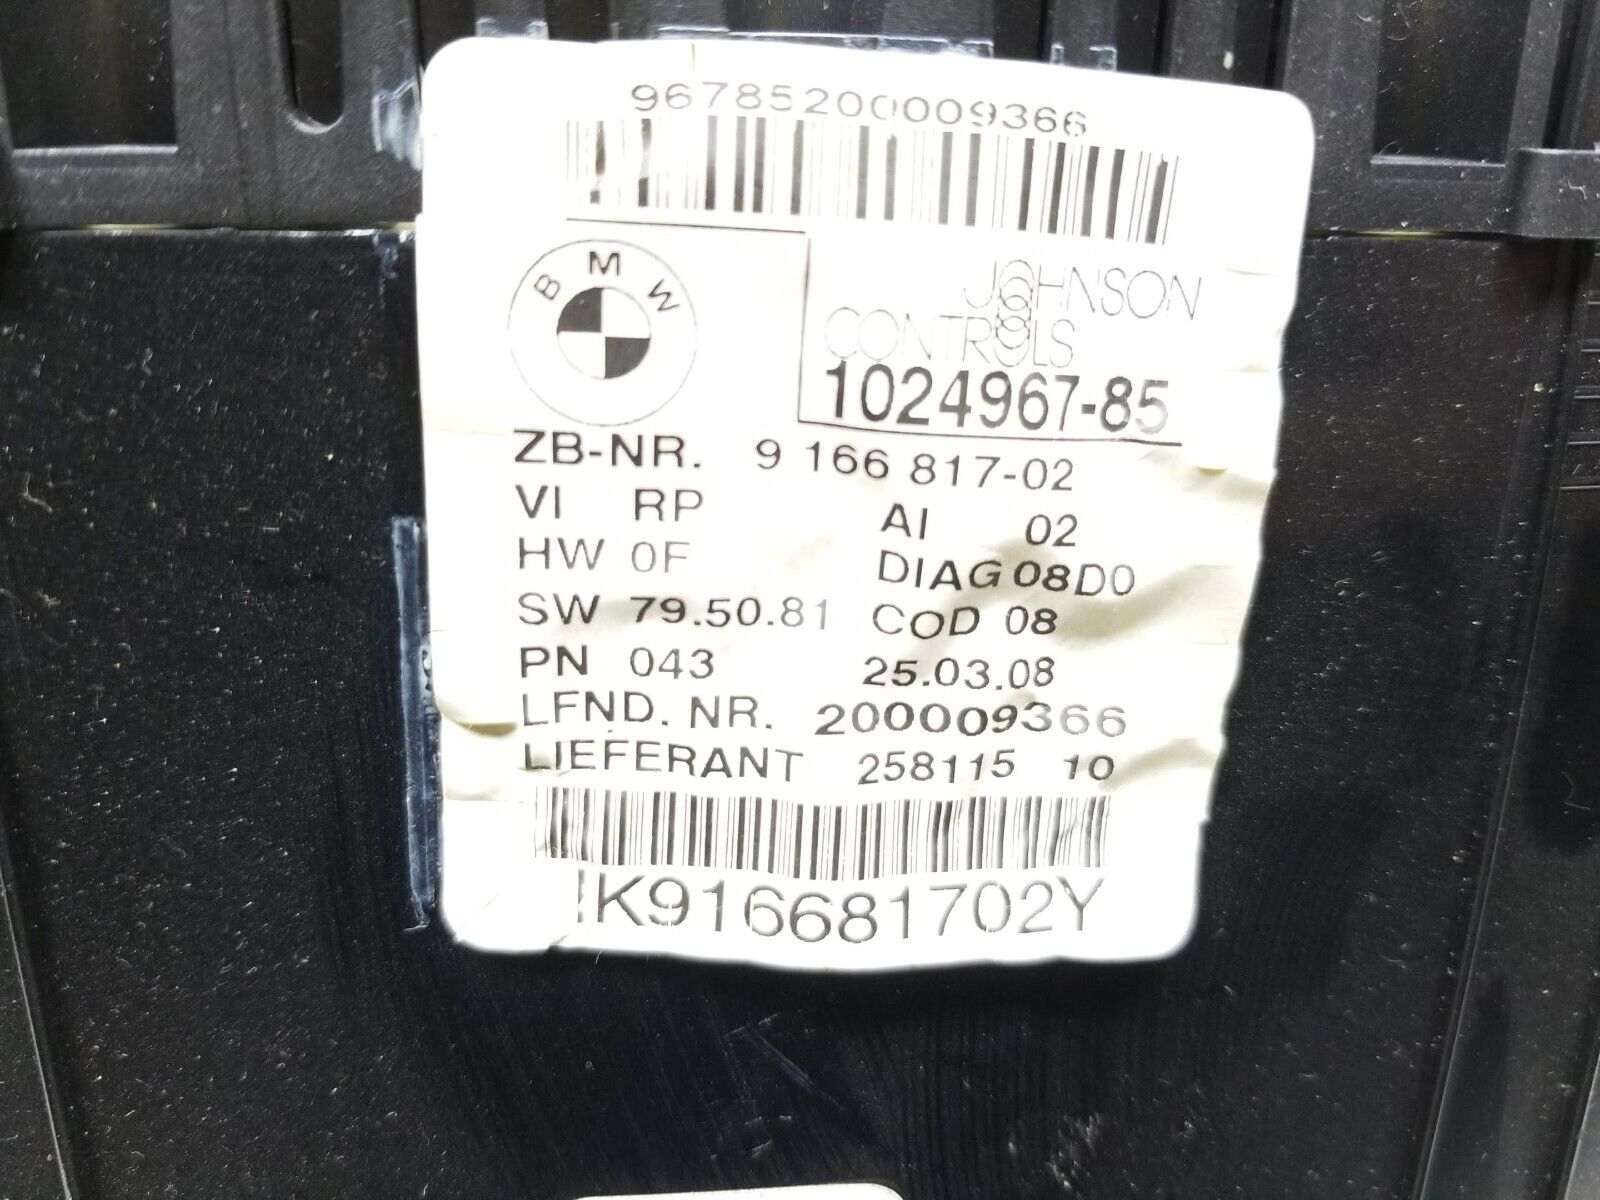 967852000009366
BMW
JOHNSON
CONTROLS
1024967-85
ZB-NR. 9 166 817-02
VI RP AI 02
HW 0F DIAG 08D0
SW 79.50.81 COD 08
PN 043 25.03.08
LFND. NR. 200009366
LIEFERANT 258115 10
K916681702Y